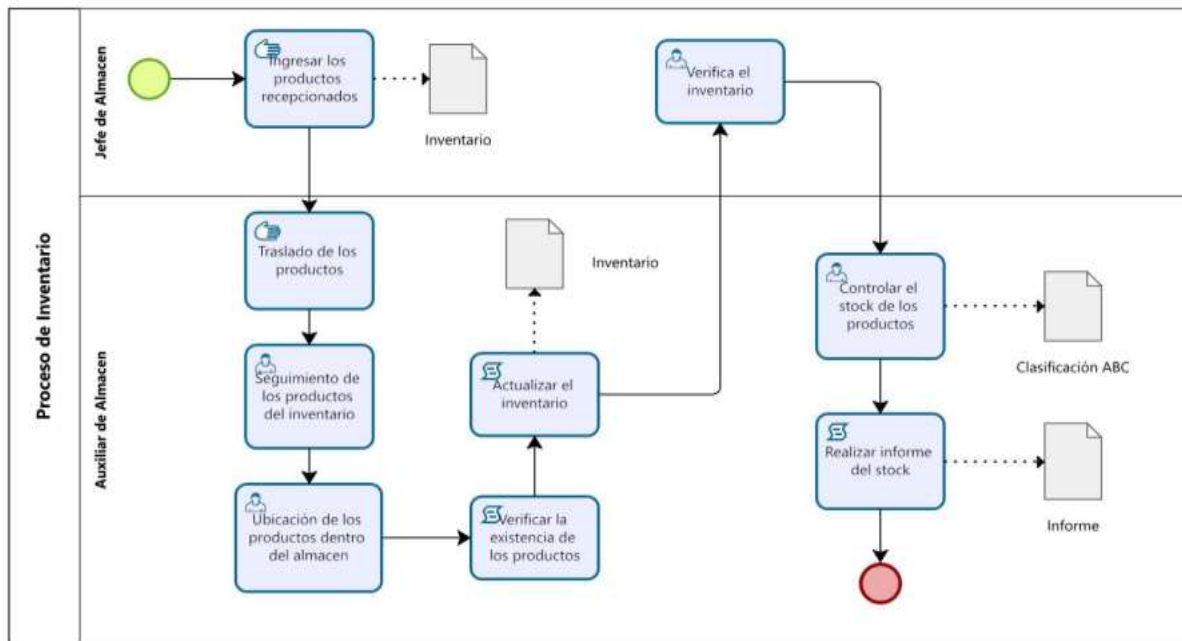 Proceso de Inventario
Jefe de Almacen
Ingresar los
productos
recepcionados
Inventario
Verifica el
inventario
Auxiliar de Almacen
Traslado de los
productos
Seguimiento de
los productos
del inventario
Ubicación de los
productos dentro
del almacen
Verificar la
existencia de
los productos
Actualizar el
inventario
Inventario
Controlar el
stock de los
productos
Clasificación ABC
Realizar informe
del stock
Informe